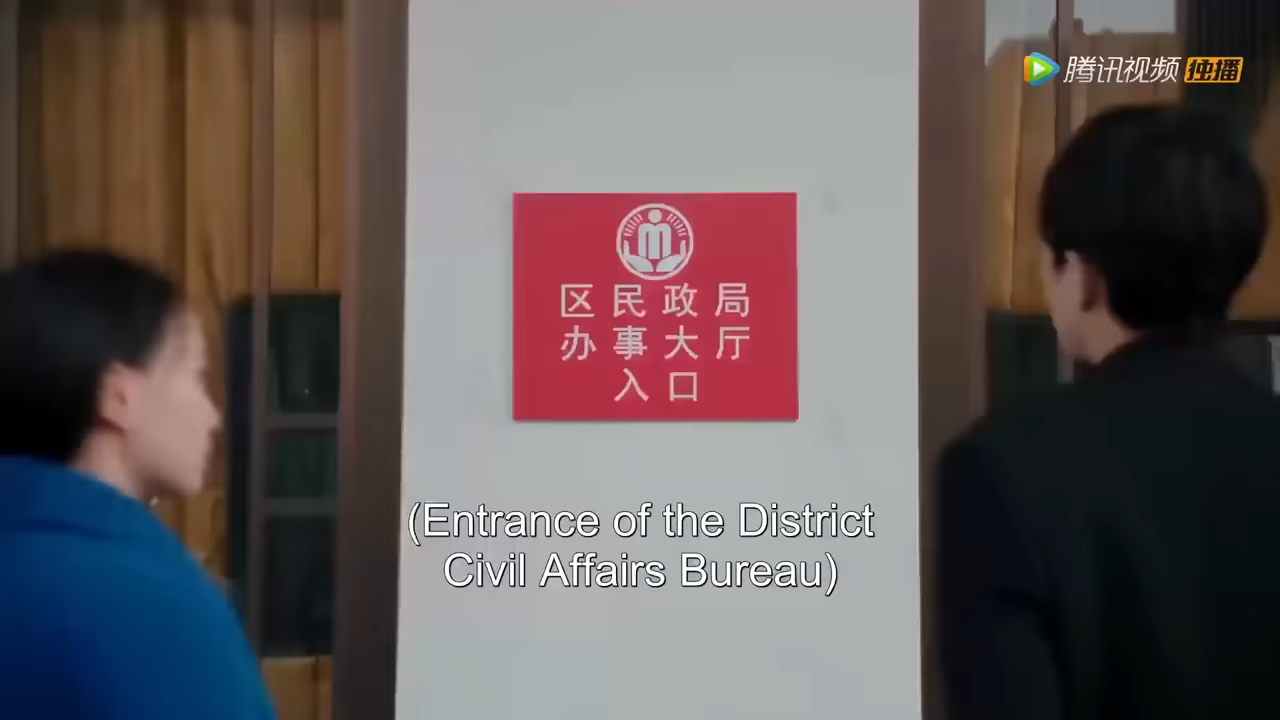 腾讯视频 独播
区民政局
办事大厅
入口
(Entrance of the District
Civil Affairs Bureau)